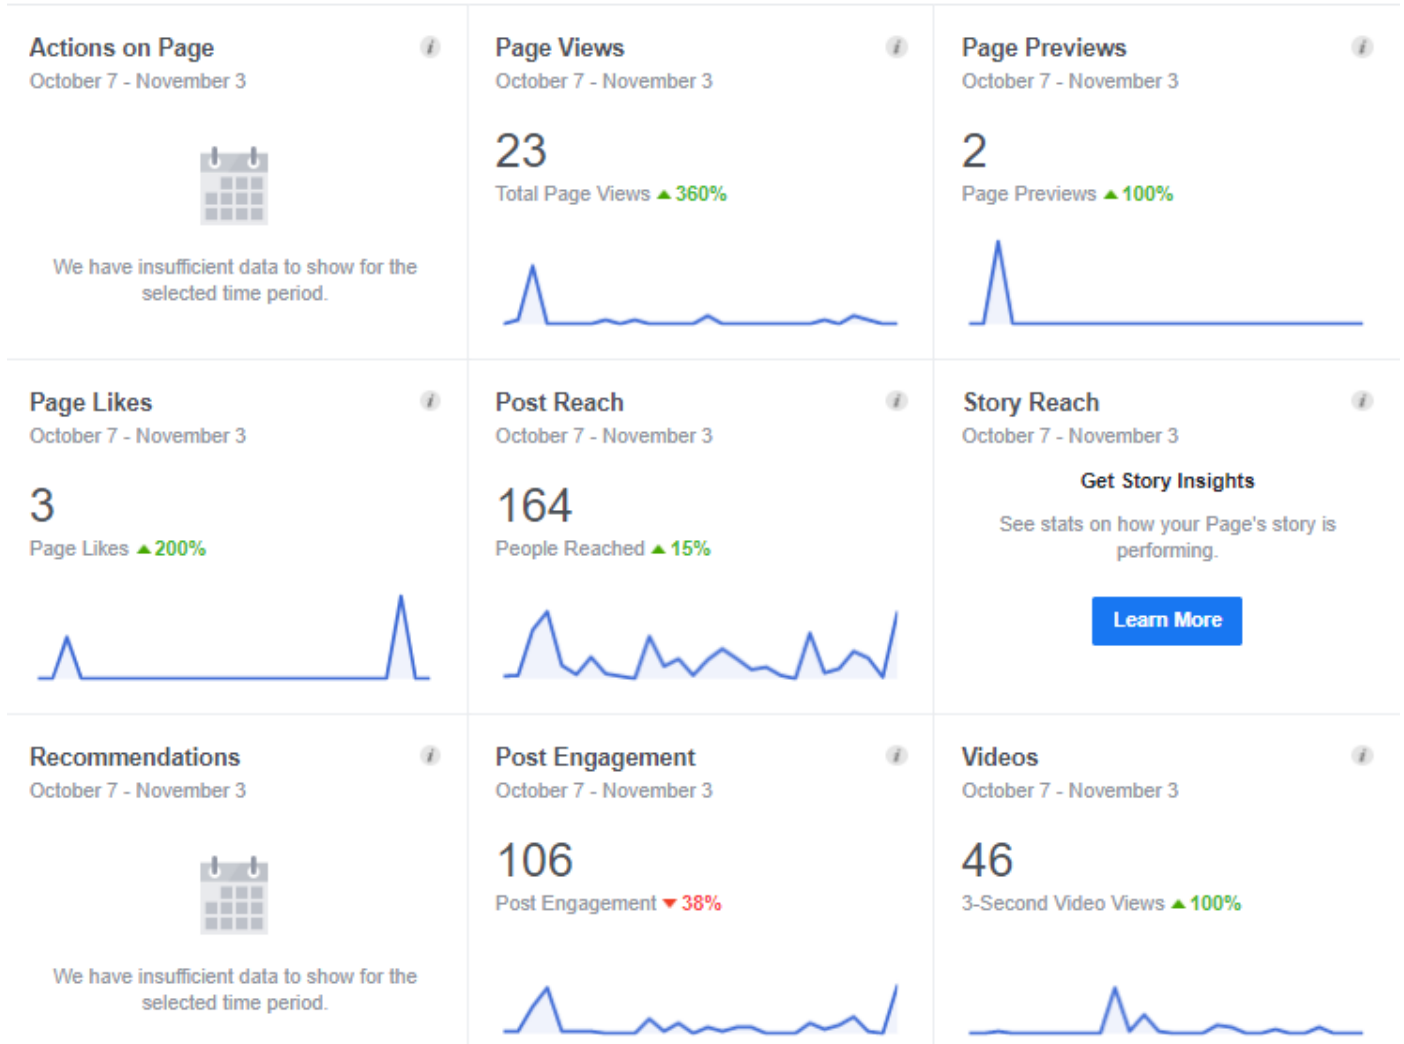 Actions on Page
October 7 - November 3
We have insufficient data to show for the
selected time period.
Page Views
October 7 - November 3
23
Total Page Views ▲ 360%
Page Previews
October 7 - November 3
2
Page Previews ▲ 100%
Page Likes
October 7 - November 3
3
Page Likes ▲ 200%
Post Reach
October 7 - November 3
164
People Reached ▲ 15%
Story Reach
October 7 - November 3
Get Story Insights
See stats on how your Page's story is
performing.
Learn More
Recommendations
October 7 - November 3
We have insufficient data to show for the
selected time period.
Post Engagement
October 7 - November 3
106
Post Engagement ▼ 38%
Videos
October 7 - November 3
46
3-Second Video Views ▲ 100%